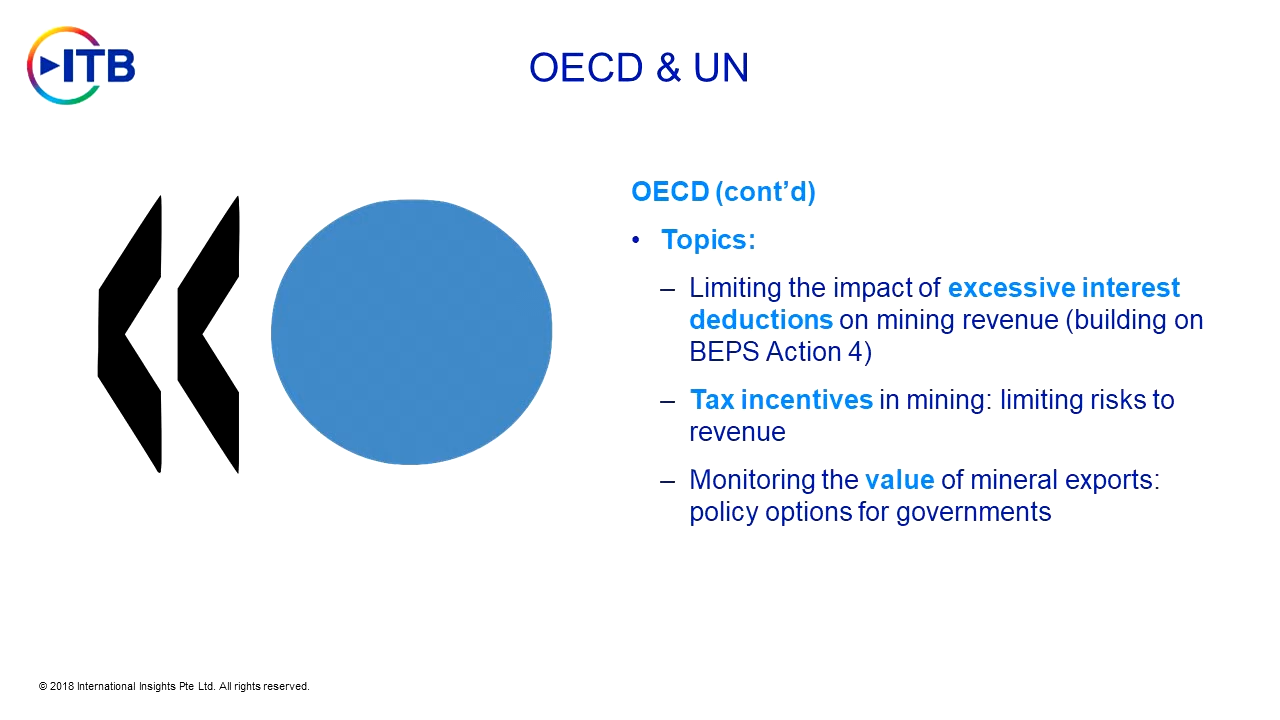 ITB
OECD & UN
OECD (cont’d)
• Topics:
– Limiting the impact of excessive interest
deductions on mining revenue (building on
BEPS Action 4)
– Tax incentives in mining: limiting risks to
revenue
– Monitoring the value of mineral exports:
policy options for governments
© 2018 International Insights Pte Ltd. All rights reserved.